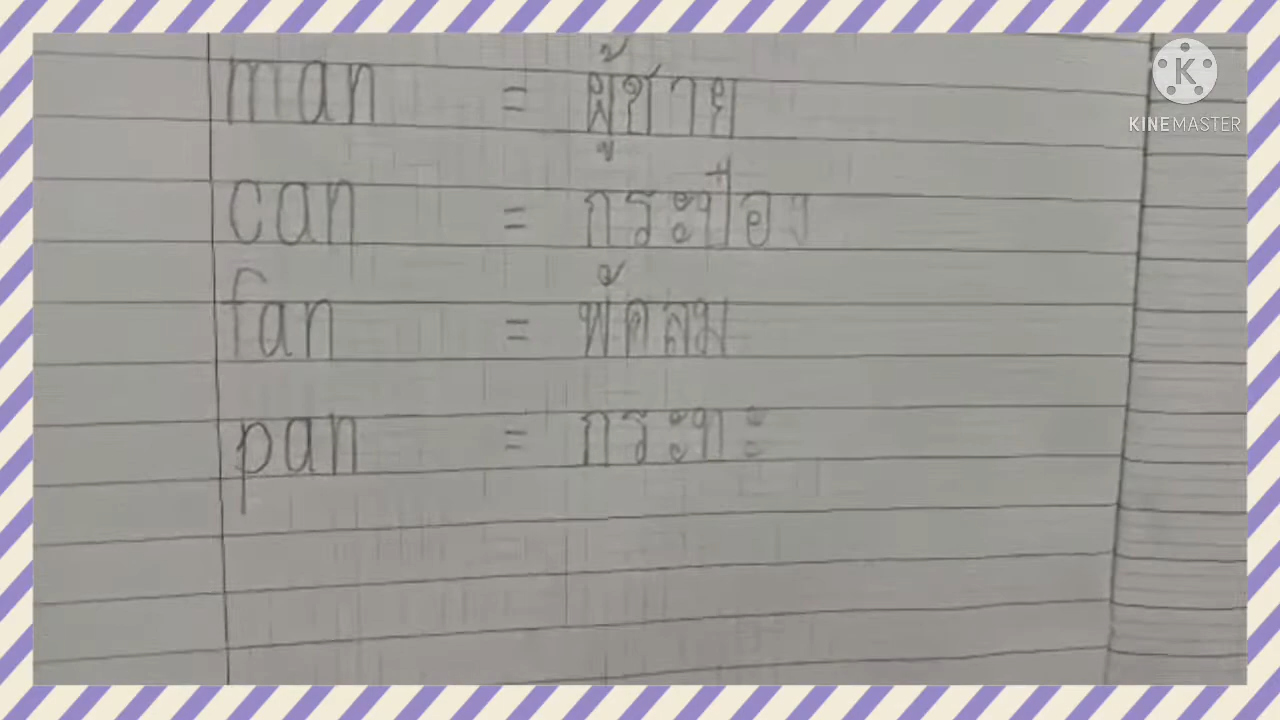 man = ผู้ชาย
can = กระป๋อง
fan = พัดลม
pan = กระทะ
KINEMASTER